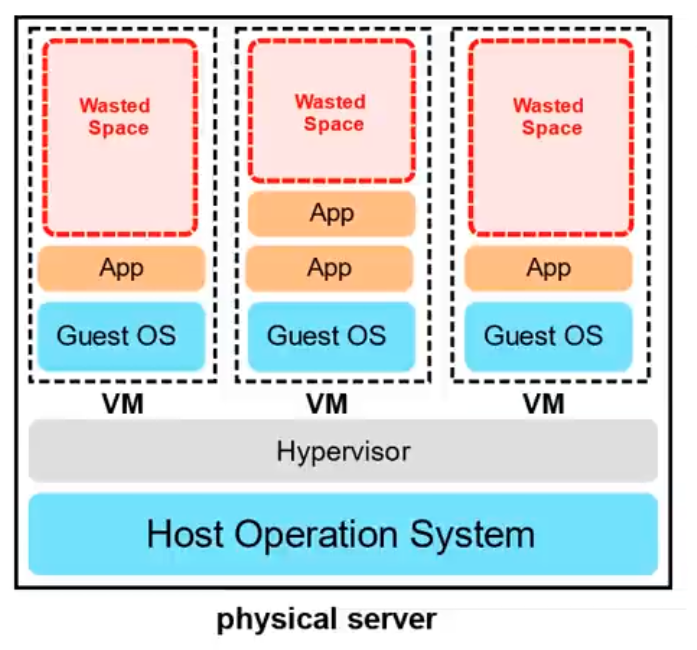 Wasted
Space
Wasted
Space
Wasted
Space
App
App
App
App
Guest OS
Guest OS
Guest OS
VM
VM
VM
Hypervisor
Host Operation System
physical server